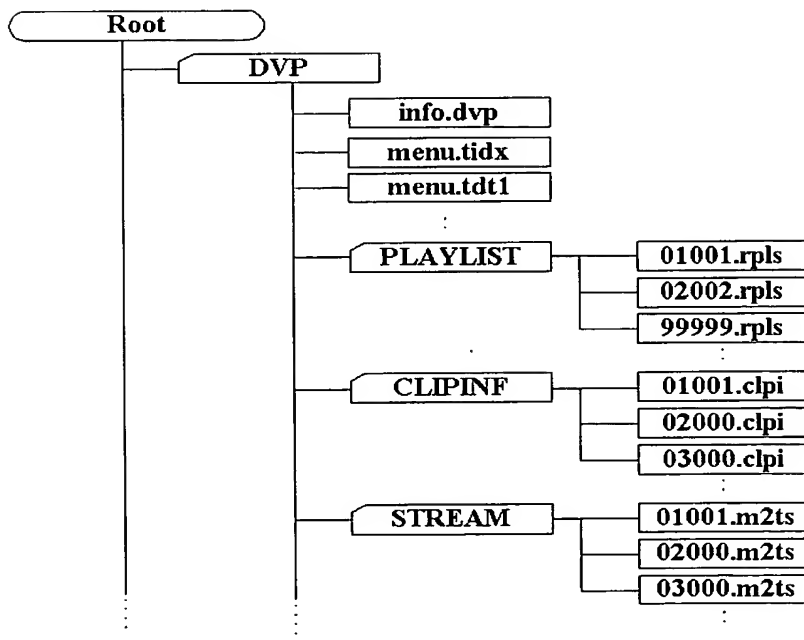 Root
DVP
info.dvp
menu.tidx
menu.tdt1
PLAYLIST
01001.rpls
02002.rpls
99999.rpls
CLIPINF
01001.clpi
02000.clpi
03000.clpi
STREAM
01001.m2ts
02000.m2ts
03000.m2ts